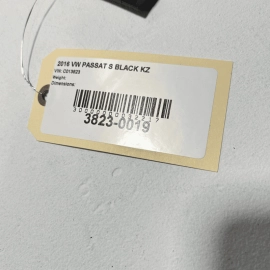 2016 VW PASSAT S BLACK KZ
VIN: C013823
Weight:
Dimensions:
3823-0019